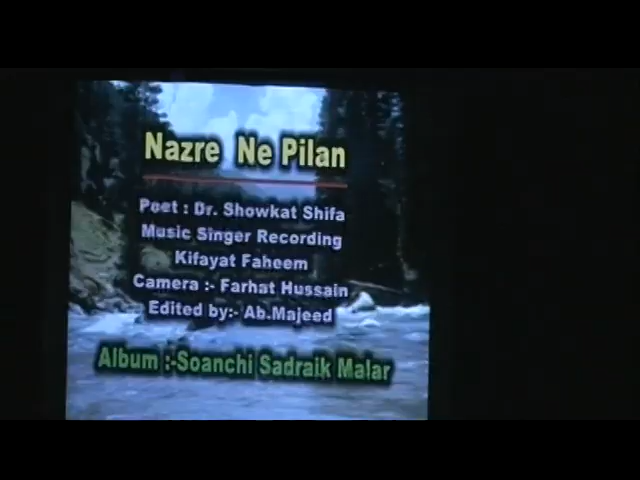 Nazre Ne Pilan
Poet : Dr. Showkat Shifa
Music Singer Recording
Kifayat Faheem
Camera :- Farhat Hussain
Edited by:- Ab.Majeed
Album :-Soanchi Sadraik Malar